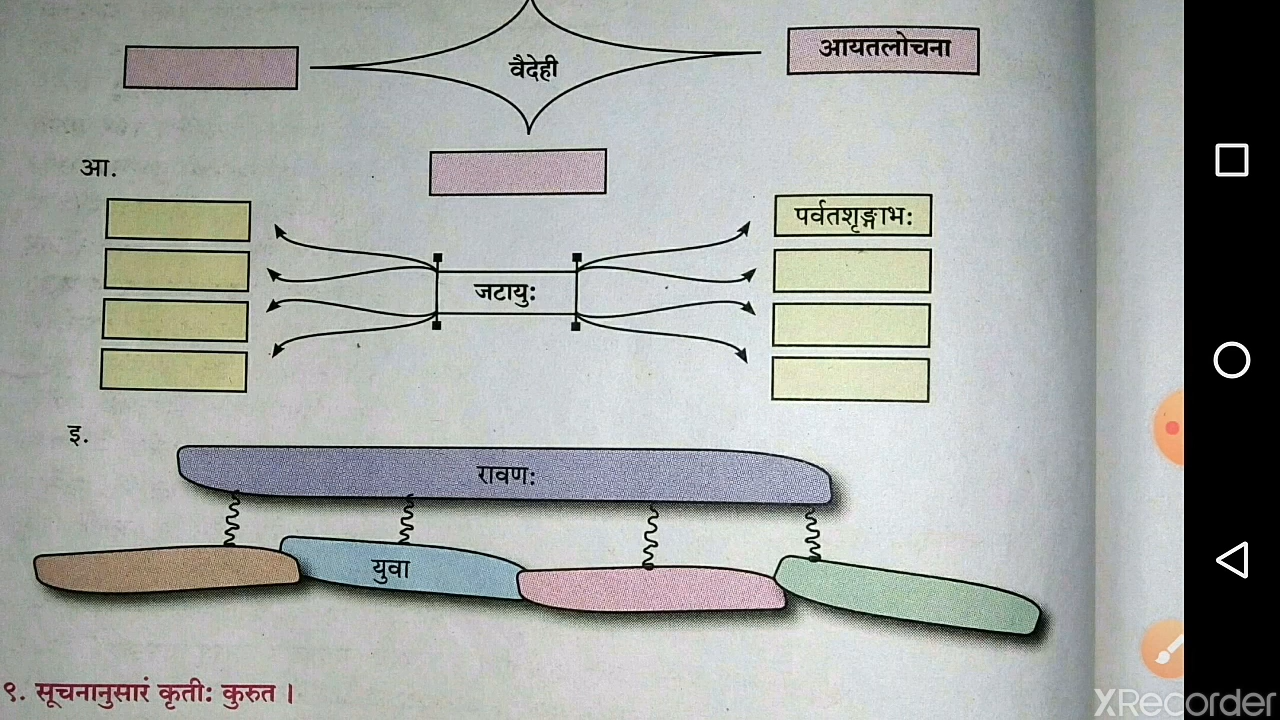 आयतलोचना
वैदेही
आ.
पर्वतशृङ्गाभः
जटायुः
इ.
रावणः
युवा
९. सूचनानुसारं कृतीः कुरुत ।
XRecorder